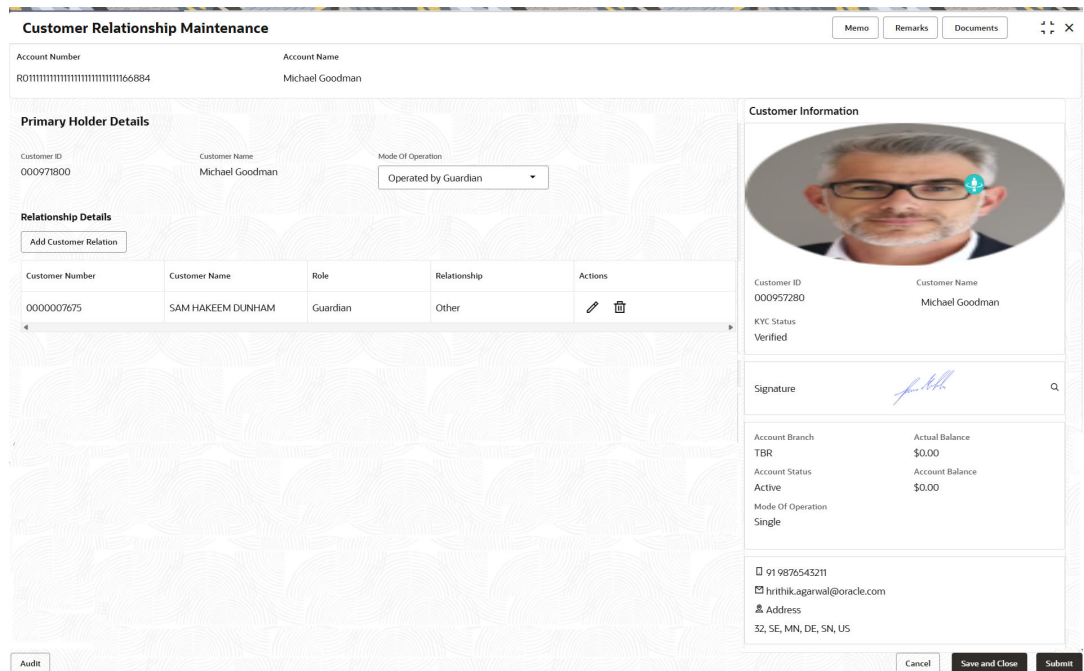 Customer Relationship Maintenance
Memo Remarks Documents
Account Number Account Name
Michael Goodman
Primary Holder Details
Customer ID Customer Name Mode Of Operation
000971800 Michael Goodman Operated by Guardian
Relationship Details
Add Customer Relation
Customer Number Customer Name Role Relationship Actions
0000007675 SAM HAKEEM DUNHAM Guardian Other
Customer Information
Customer ID Customer Name
000957280 Michael Goodman
KYC Status
Verified
Signature
Account Branch Actual Balance
TBR $0.00
Account Status Account Balance
Active $0.00
Mode Of Operation
Single
91 9876543211
hrithik.agarwal@oracle.com
Address
32, SE, MN, DE, SN, US
Audit Cancel Save and Close Submit